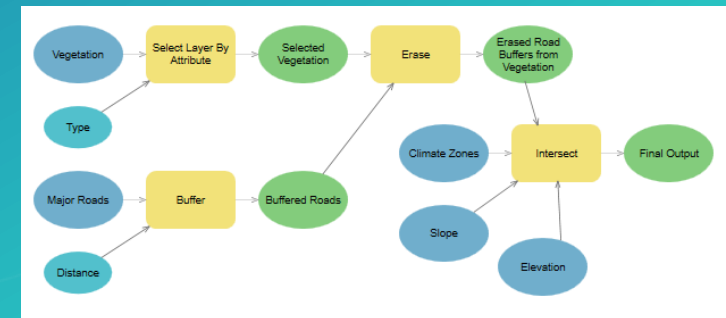 Vegetation
Select Layer By
Attribute
Selected
Vegetation
Erase
Erased Road
Buffers from
Vegetation
Type
Climate Zones
Intersect
Final Output
Major Roads
Buffer
Buffered Roads
Slope
Distance
Elevation